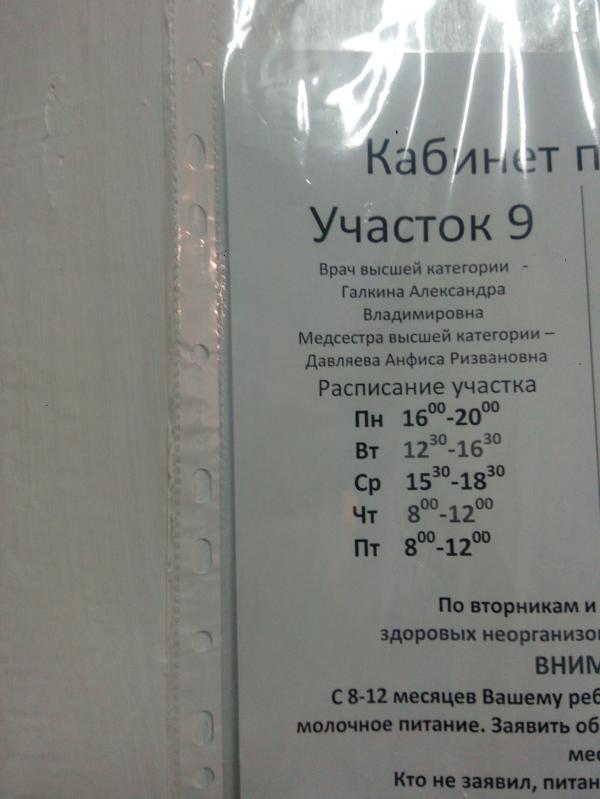 Кабинет п
Участок 9
Врач высшей категории -
Галкина Александра
Владимировна
Медсестра высшей категории –
Давляева Анфиса Ризвановна
Расписание участка
Пн 16⁰⁰-20⁰⁰
Вт 12³⁰-16³⁰
Ср 15³⁰-18³⁰
Чт 8⁰⁰-12⁰⁰
Пт 8⁰⁰-12⁰⁰
По вторникам и
здоровых неорганизо
ВНИМ
С 8-12 месяцев Вашему реб
молочное питание. Заявить об
мес
Кто не заявил, питан